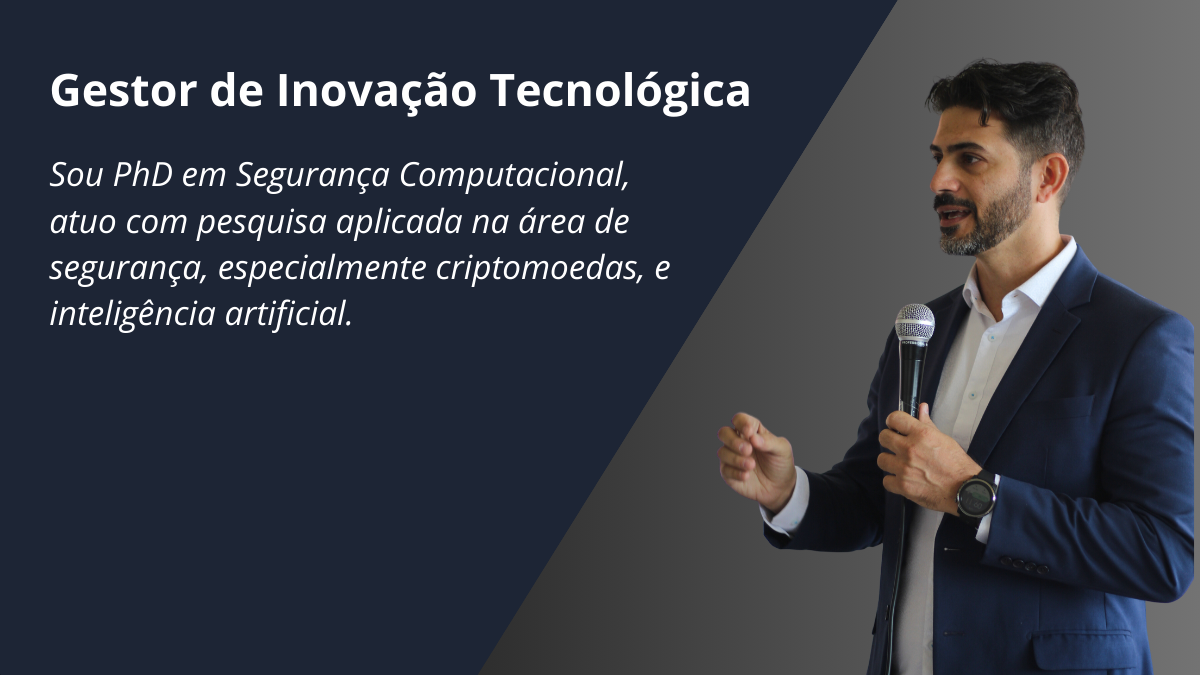 Gestor de Inovação Tecnológica
Sou PhD em Segurança Computacional,
atuo com pesquisa aplicada na área de
segurança, especialmente criptomoedas, e
inteligência artificial.